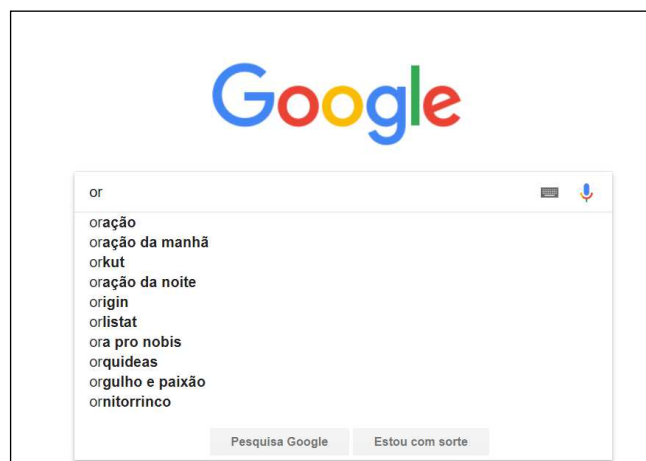 Google
or
oração
oração da manhã
orkut
oração da noite
origin
orlistat
ora pro nobis
orquideas
orgulho e paixão
ornitorrinco
Pesquisa Google Estou com sorte